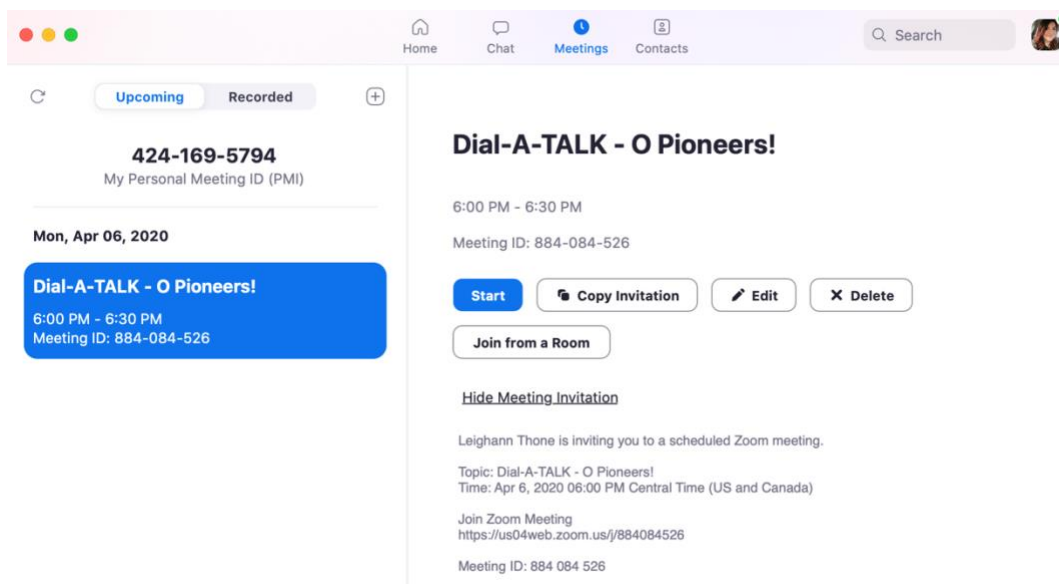 Home Chat Meetings Contacts Search
Upcoming Recorded
424-169-5794
My Personal Meeting ID (PMI)
Mon, Apr 06, 2020
Dial-A-TALK - O Pioneers!
6:00 PM - 6:30 PM
Meeting ID: 884-084-526
Dial-A-TALK - O Pioneers!
6:00 PM - 6:30 PM
Meeting ID: 884-084-526
Start Copy Invitation Edit Delete
Join from a Room
Hide Meeting Invitation
Leighann Thone is inviting you to a scheduled Zoom meeting.
Topic: Dial-A-TALK - O Pioneers!
Time: Apr 6, 2020 06:00 PM Central Time (US and Canada)
Join Zoom Meeting
https://us04web.zoom.us/j/884084526
Meeting ID: 884 084 526